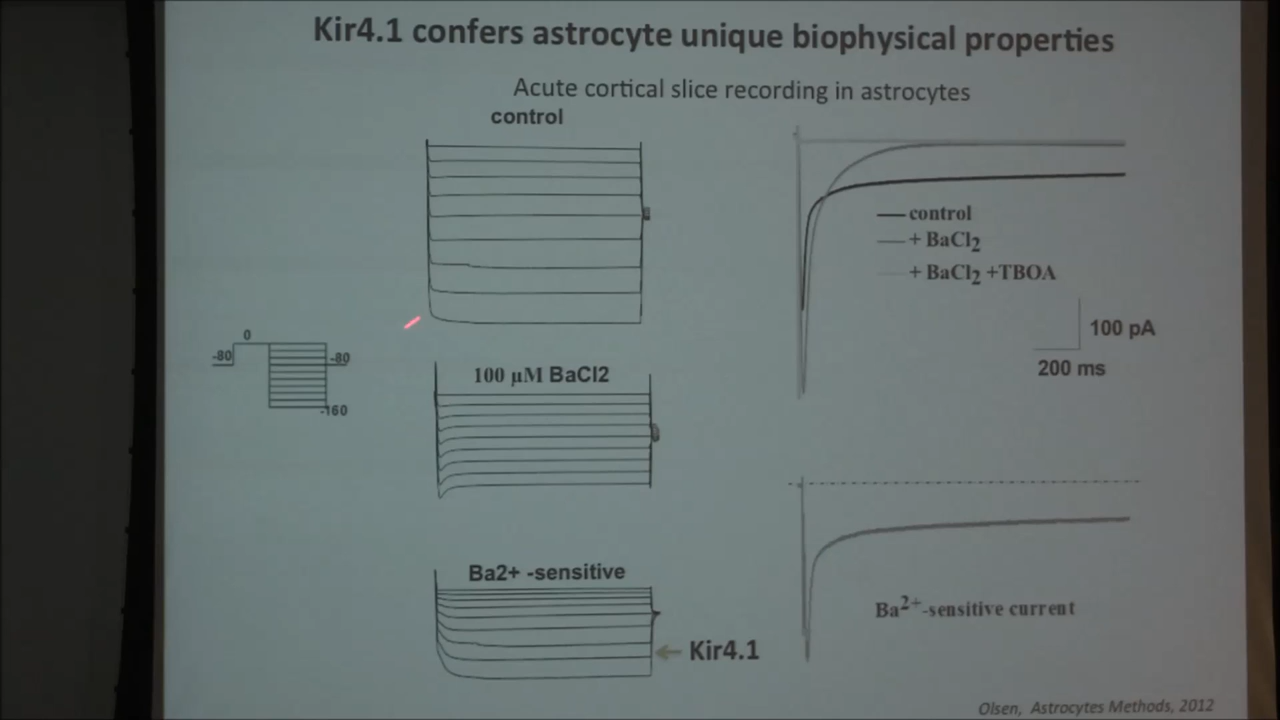 Kir4.1 confers astrocyte unique biophysical properties
Acute cortical slice recording in astrocytes
control
0
-80
-80
-160
100 µM BaCl2
Ba2+ -sensitive
Kir4.1
control
+ BaCl2
+ BaCl2 +TBOA
100 pA
200 ms
Ba2+-sensitive current
Olsen, Astrocytes Methods, 2012